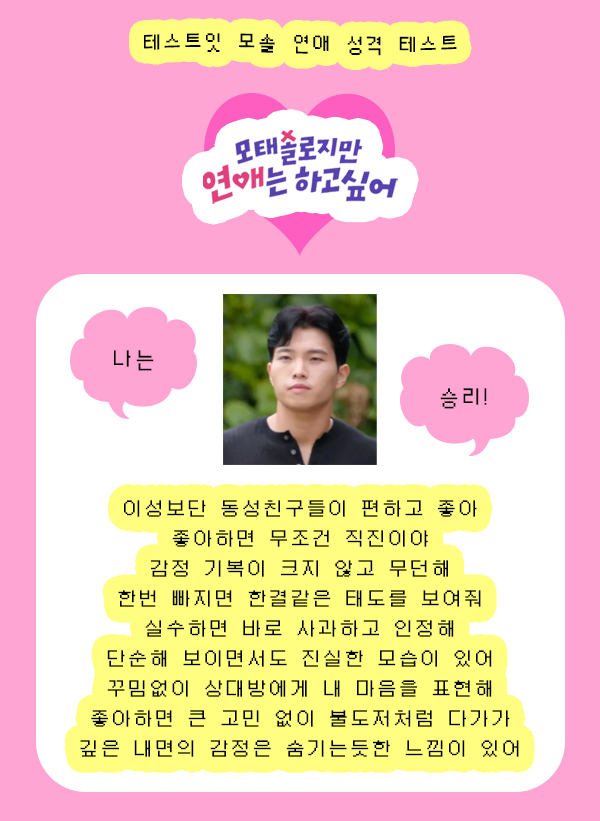 테스트잇 모솔 연애 성격 테스트
모태솔로지만
연애는 하고싶어
나는
승리!
이성보단 동성친구들이 편하고 좋아
좋아하면 무조건 직진이야
감정 기복이 크지 않고 무던해
한번 빠지면 한결같은 태도를 보여줘
실수하면 바로 사과하고 인정해
단순해 보이면서도 진실한 모습이 있어
꾸밈없이 상대방에게 내 마음을 표현해
좋아하면 큰 고민 없이 불도저처럼 다가가
깊은 내면의 감정은 숨기는듯한 느낌이 있어